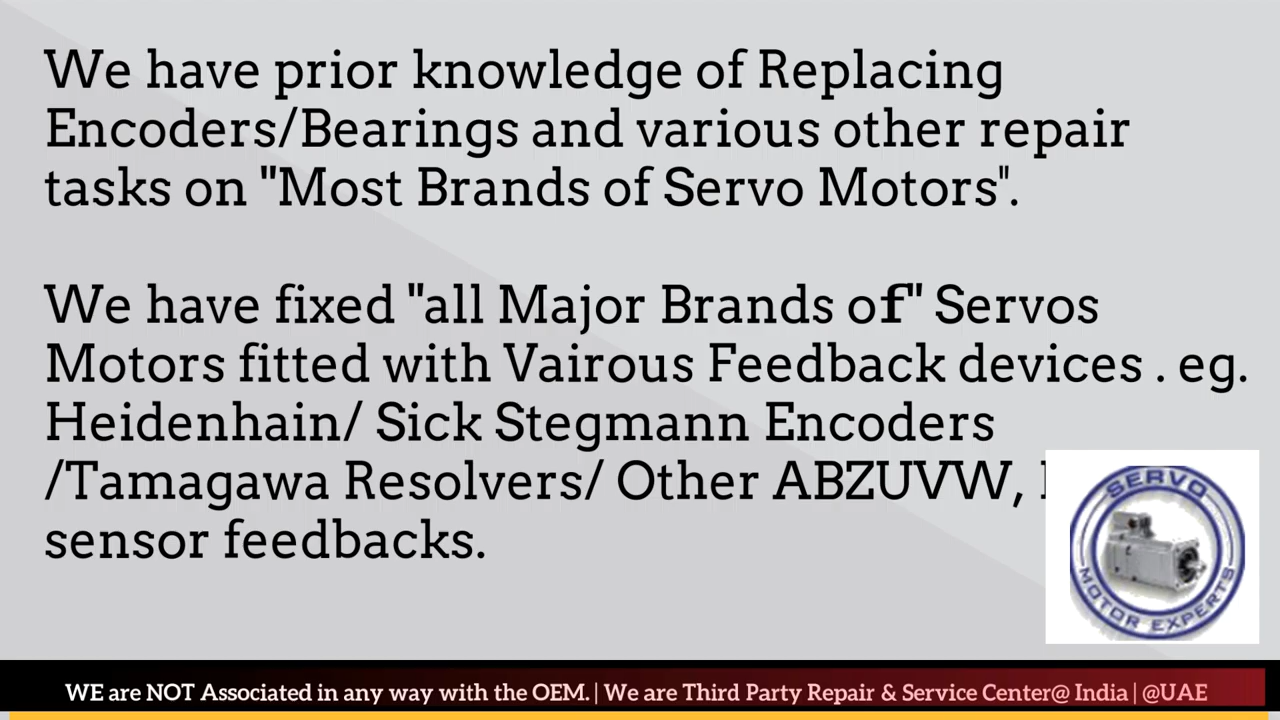 We have prior knowledge of Replacing
Encoders/Bearings and various other repair
tasks on "Most Brands of Servo Motors".
We have fixed "all Major Brands of" Servos
Motors fitted with Vairous Feedback devices . eg.
Heidenhain/ Sick Stegmann Encoders
/Tamagawa Resolvers/ Other ABZUVW,
sensor feedbacks.
SERVO
MOTOR EXPERTS
WE are NOT Associated in any way with the OEM. | We are Third Party Repair & Service Center@ India | @UAE